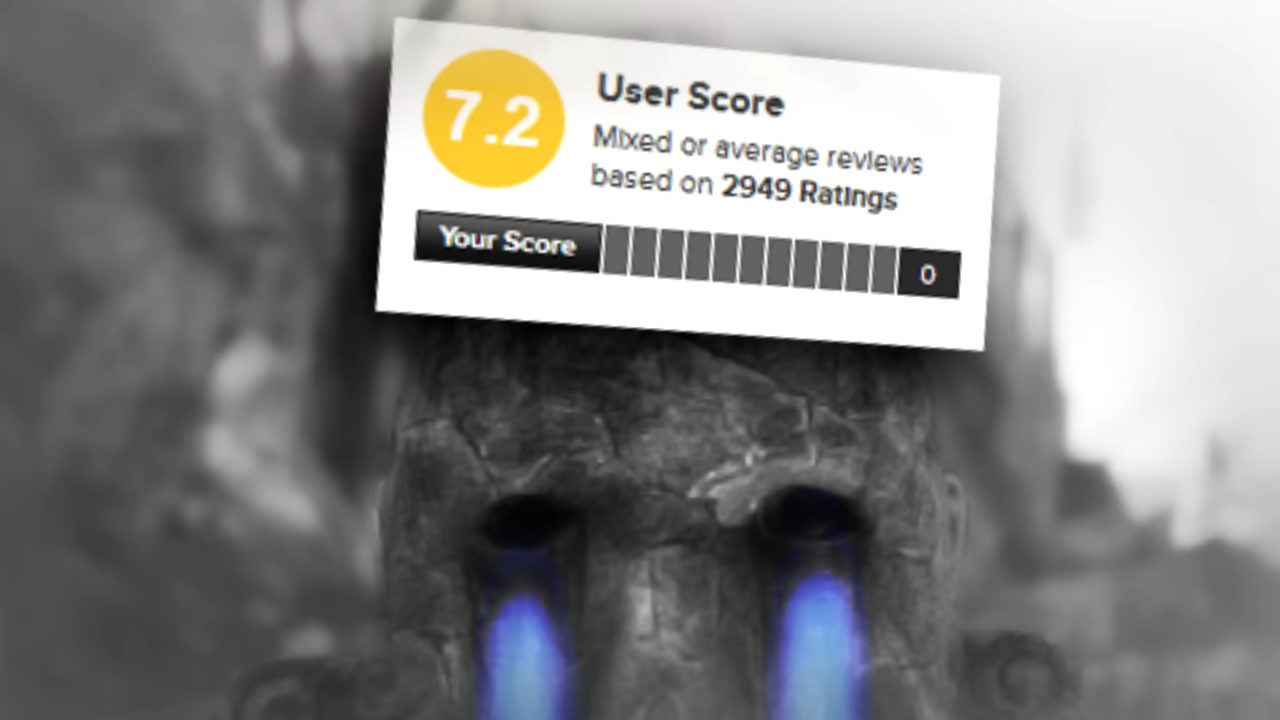 7.2
User Score
Mixed or average reviews
based on 2949 Ratings
Your Score
0